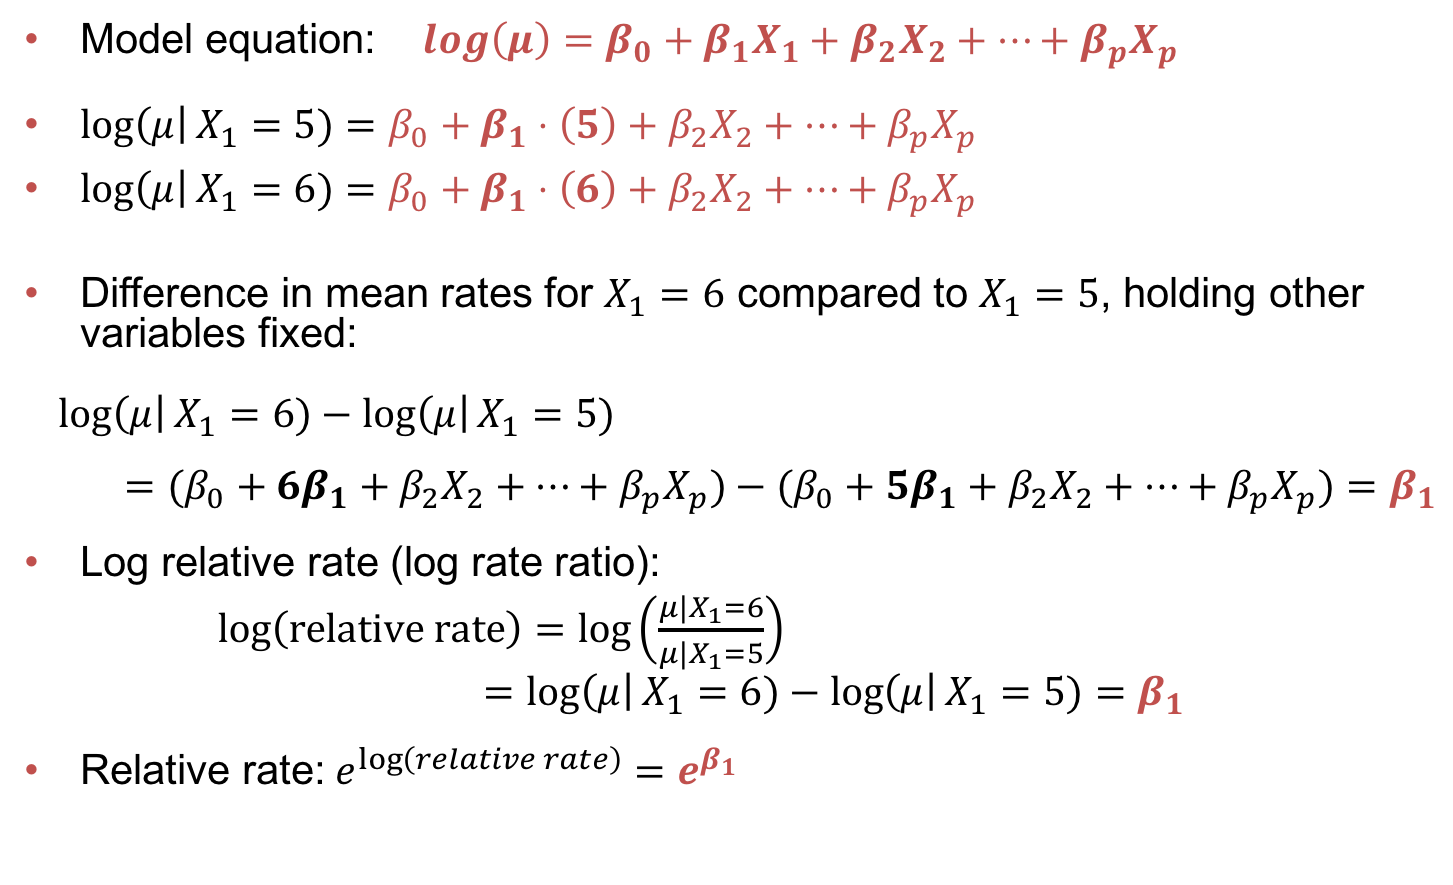 • Model equation: log(μ) = β₀ + β₁X₁ + β₂X₂ + ⋯ + βₚXₚ
• log(μ| X₁ = 5) = β₀ + β₁ · (5) + β₂X₂ + ⋯ + βₚXₚ
• log(μ| X₁ = 6) = β₀ + β₁ · (6) + β₂X₂ + ⋯ + βₚXₚ
• Difference in mean rates for X₁ = 6 compared to X₁ = 5, holding other
variables fixed:
log(μ| X₁ = 6) − log(μ| X₁ = 5)
= (β₀ + 6β₁ + β₂X₂ + ⋯ + βₚXₚ) − (β₀ + 5β₁ + β₂X₂ + ⋯ + βₚXₚ) = β₁
• Log relative rate (log rate ratio):
log(relative rate) = log((μ|X₁=6)/(μ|X₁=5))
= log(μ| X₁ = 6) − log(μ| X₁ = 5) = β₁
• Relative rate: e^log(relative rate) = e^β₁